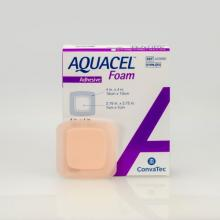 AQUACEL
Adhesive Foam
4 in. x 4 in.
10cm x 10cm
2.75 in. x 2.75 in.
7cm x 7cm
ConvaTec